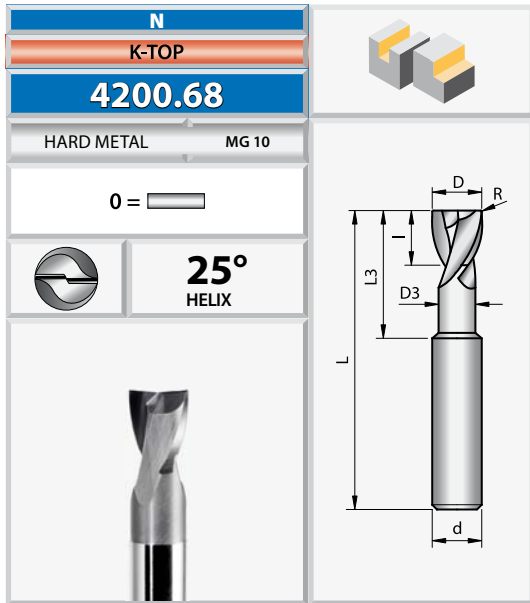 N
K-TOP
4200.68
HARD METAL MG 10
0 =
25°
HELIX
D
R
l
L3
D3
L
d